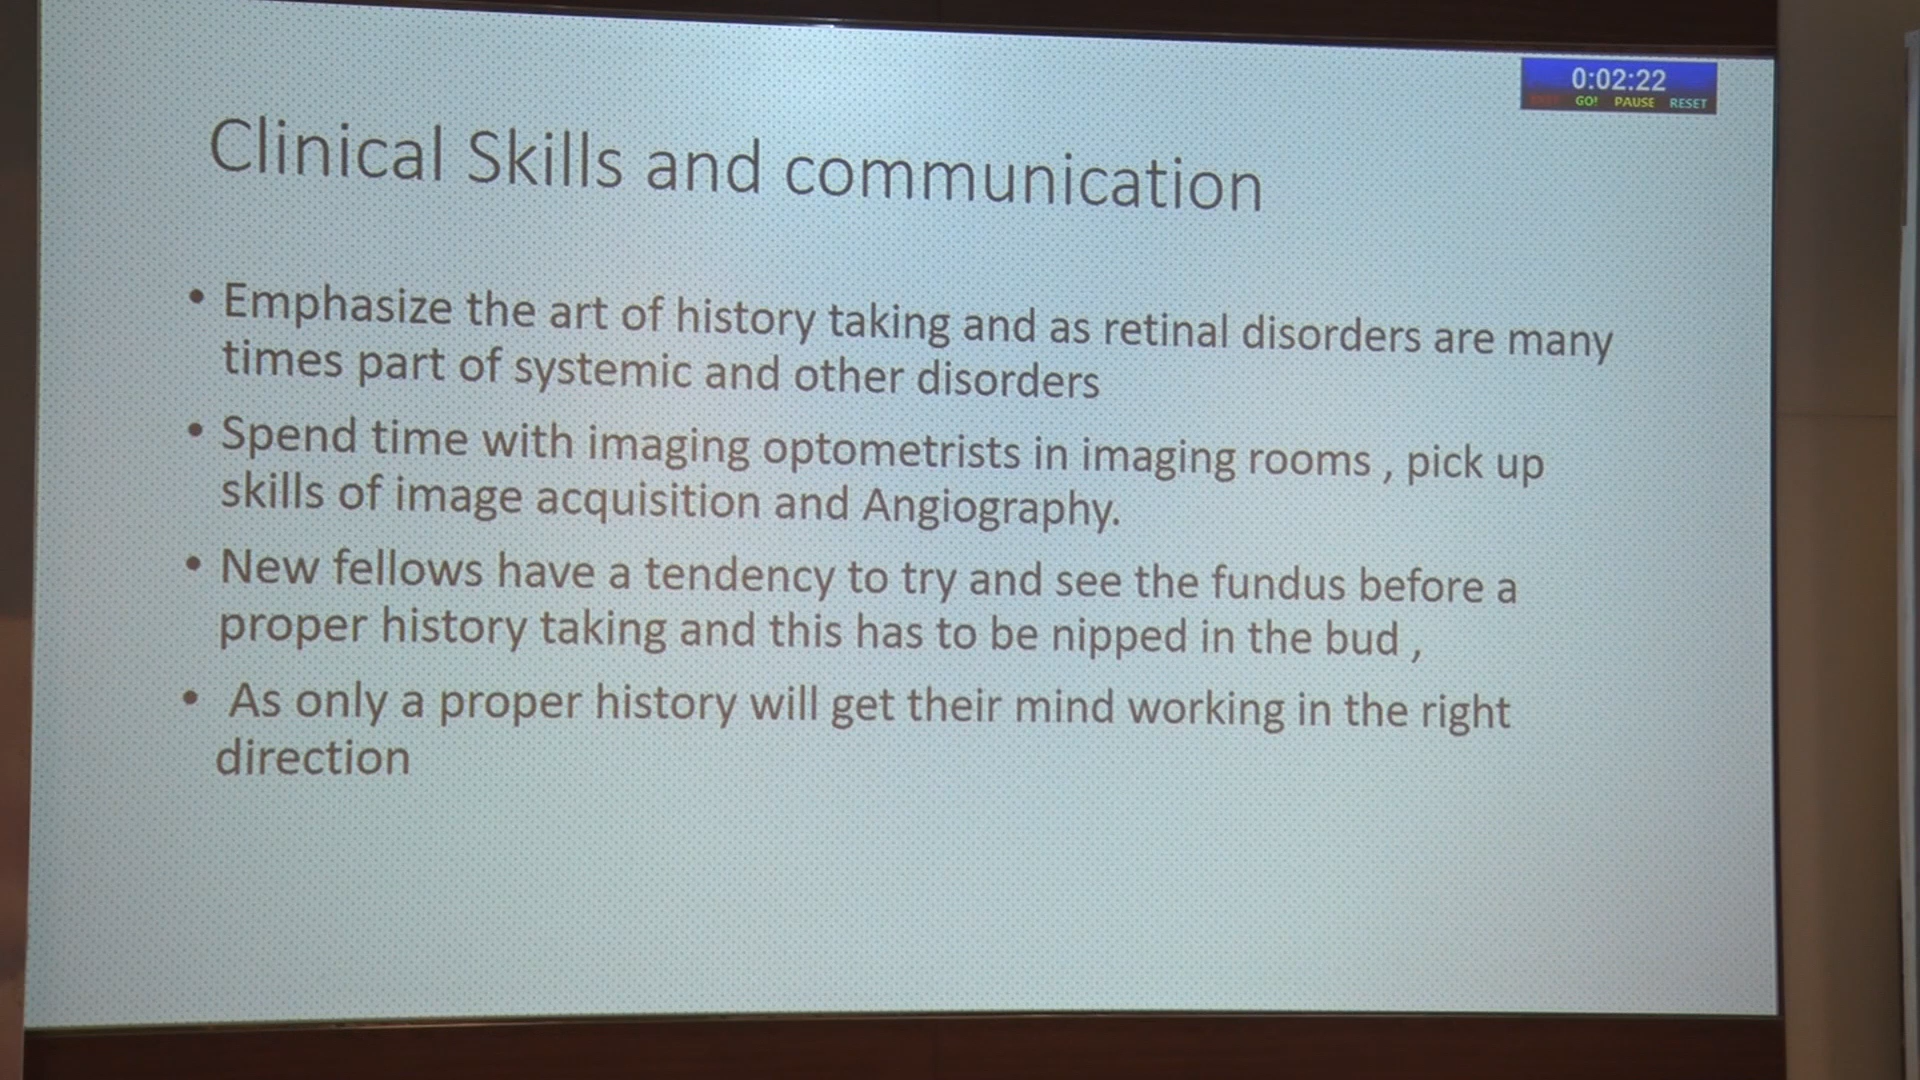 0:02:22
GO! PAUSE RESET
Clinical Skills and communication
• Emphasize the art of history taking and as retinal disorders are many
times part of systemic and other disorders
• Spend time with imaging optometrists in imaging rooms , pick up
skills of image acquisition and Angiography.
• New fellows have a tendency to try and see the fundus before a
proper history taking and this has to be nipped in the bud ,
• As only a proper history will get their mind working in the right
direction